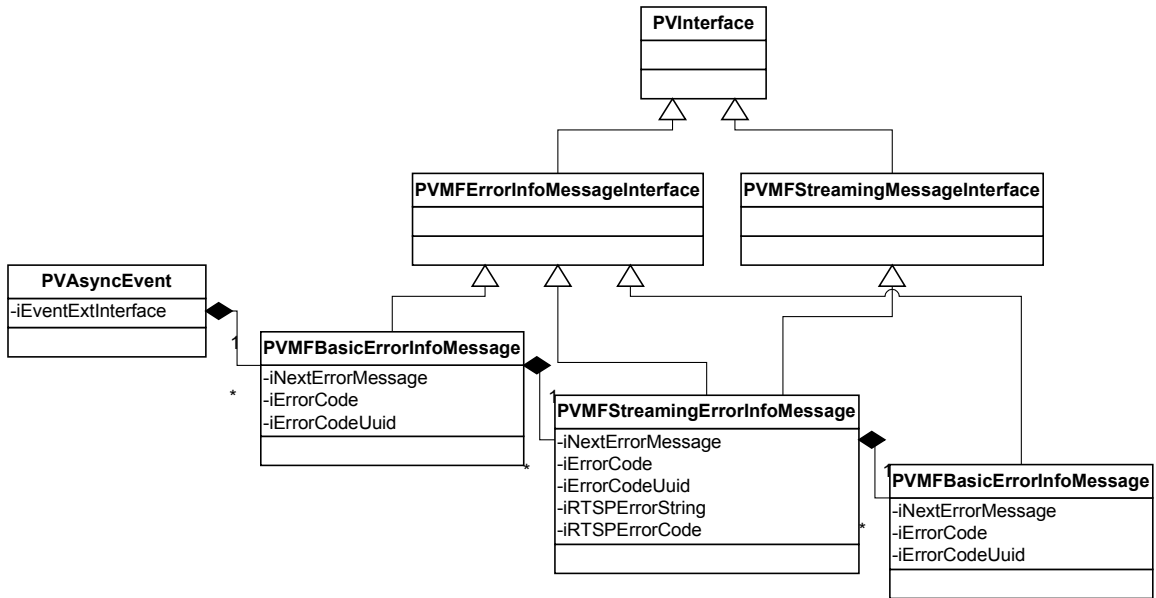 PVInterface
PVMFErrorInfoMessageInterface
PVMFStreamingMessageInterface
PVAsyncEvent
-iEventExtInterface
1
*
PVMFBasicErrorInfoMessage
-iNextErrorMessage
-iErrorCode
-iErrorCodeUuid
1
*
PVMFStreamingErrorInfoMessage
-iNextErrorMessage
-iErrorCode
-iErrorCodeUuid
-iRTSPErrorString
-iRTSPErrorCode
1
*
PVMFBasicErrorInfoMessage
-iNextErrorMessage
-iErrorCode
-iErrorCodeUuid